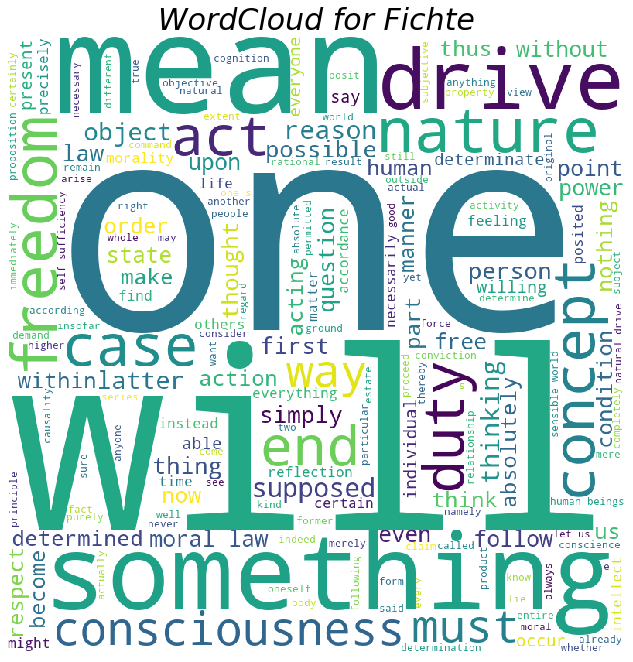 WordCloud for Fichte
mean
drive
one
will
something
nature
freedom
act
concept
case
way
end
duty
consciousness
must
object
law
reason
possible
upon
human
thus
without
everyone
say
present
precisely
cognition
objective
natural
necessary
different
true
proposition
certainly
remain
arise
command
morality
extent
world
posit
rational
result
still
outside
actual
subjective
anything
property
view
determinate
original
point
power
life
another
people
one s
right
order
whole
may
state
make
find
according
insofar
demand
higher
immediately
self sufficiency
thought
regard
consider
others
absolute
permitted
acting
ground
matter
question
accordance
necessarily
good
yet
manner
part
person
activity
feeling
willing
determine
posited
nothing
subject
force
free
first
within
latter
action
want
everything
simply
two
particular
estate
conviction
proceed
thereby
individual
relationship
s
thinking
absolutely
sensible world
natural drive
condition
completely
mere
causality
series
sure
anyone
instead
able
come
see
thing
time
now
reflection
kind
certain
supposed
think
namely
human beings
principle
fact
purely
well
never
former
indeed
merely
even
claim
called
follow
let us
us
conscience
e
determined
moral law
respect
become
actually
might
oneself
body
following
form
said
every
determination
product
know
lie
always
entire
moral
occur
already
whether
intellect